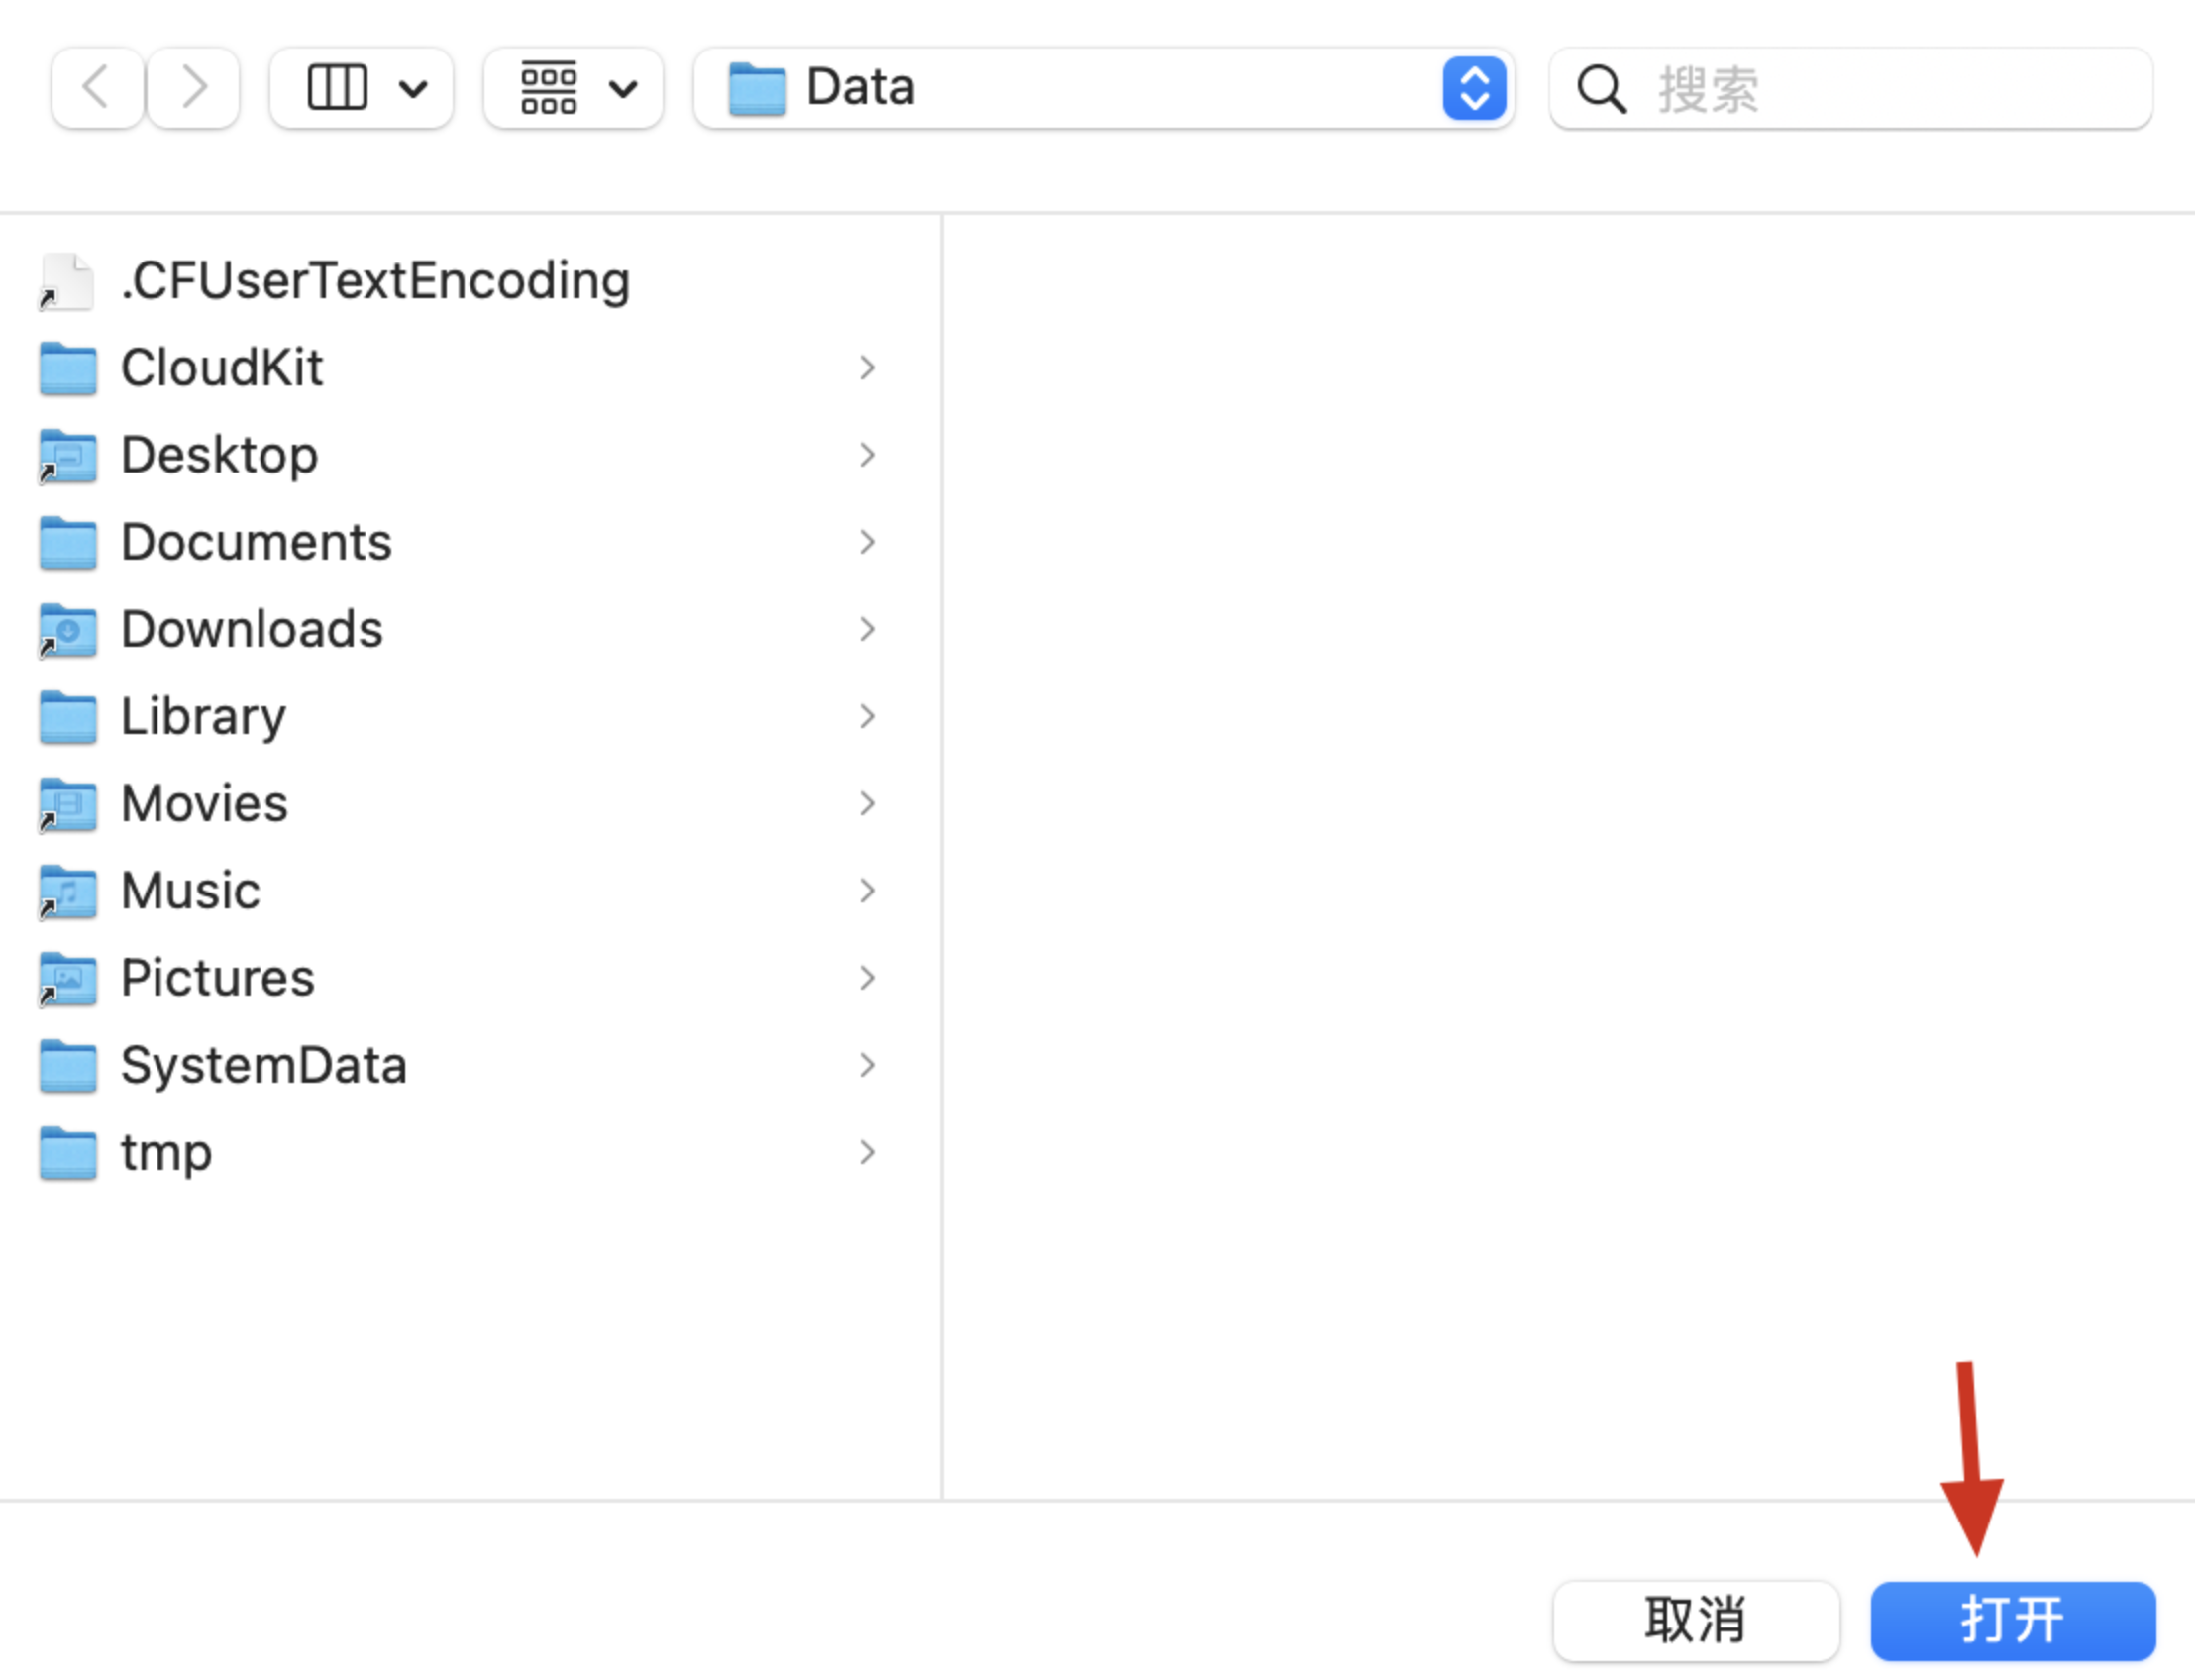 Data
搜索
.CFUserTextEncoding
CloudKit
Desktop
Documents
Downloads
Library
Movies
Music
Pictures
SystemData
tmp
取消
打开